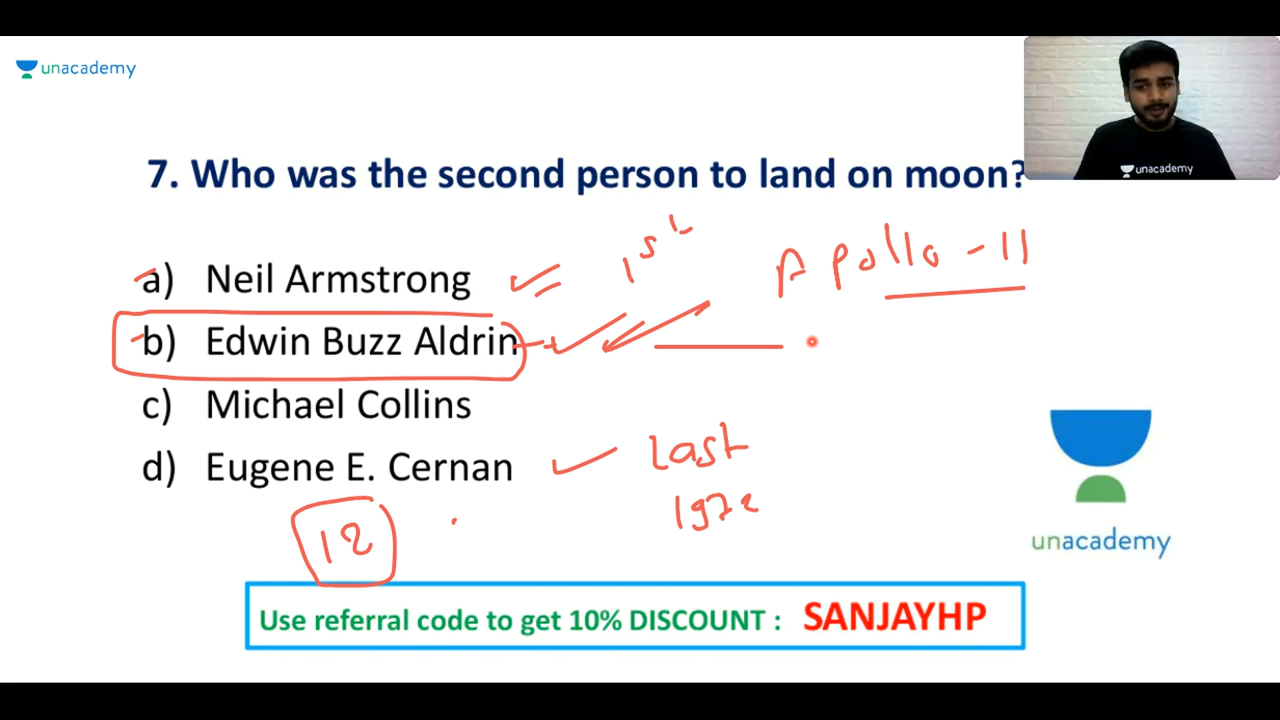 unacademy
unacademy
7. Who was the second person to land on moon?
1st
Apollo-11
a) Neil Armstrong
b) Edwin Buzz Aldrin
c) Michael Collins
d) Eugene E. Cernan
Last
1972
12
unacademy
Use referral code to get 10% DISCOUNT : SANJAYHP